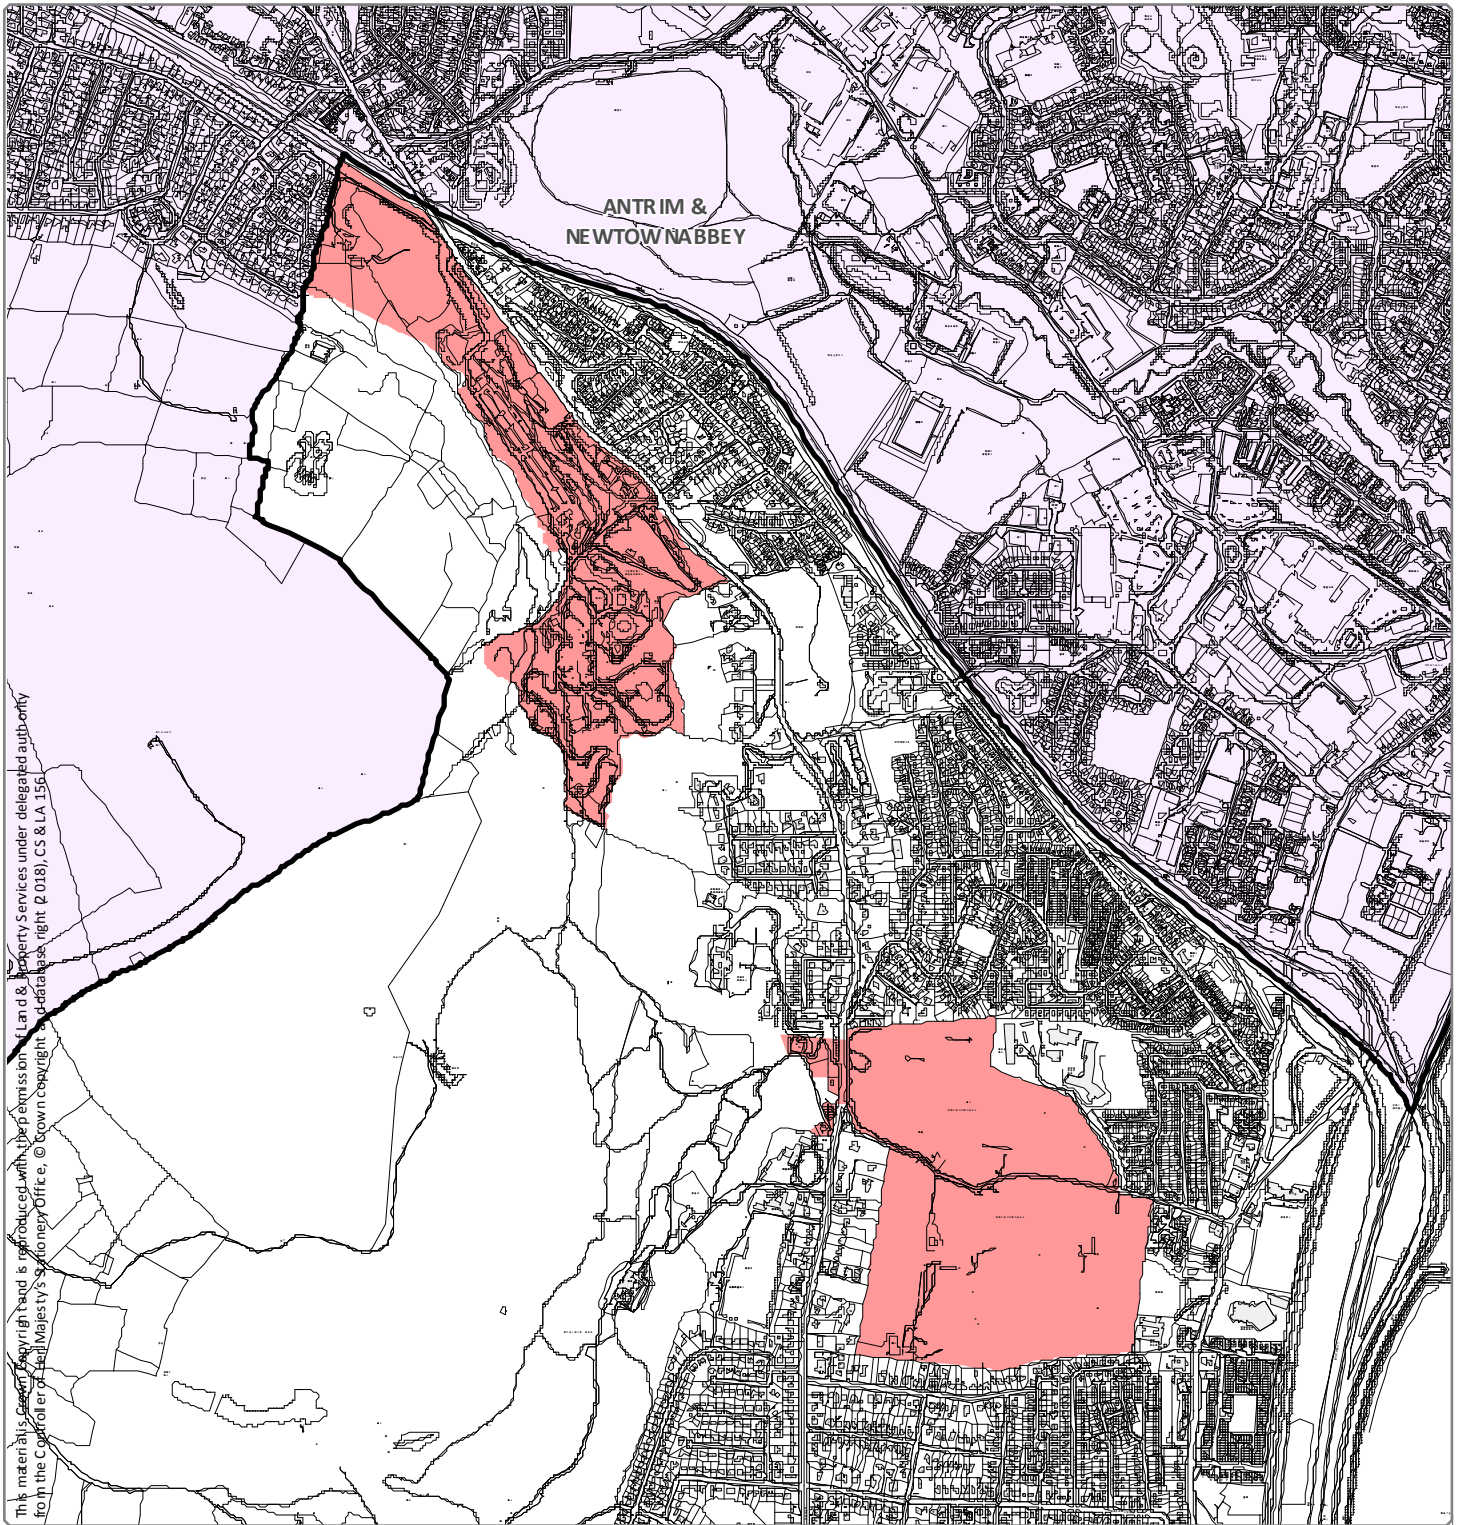 ANTRIM &
NEWTOWNABBEY
This material is Crown Copyright and is reproduced with the permission of Land & Property Services under delegated authority
from the Controller of Her Majesty's Stationery Office, © Crown copyright and database right (2018), CS & LA 156